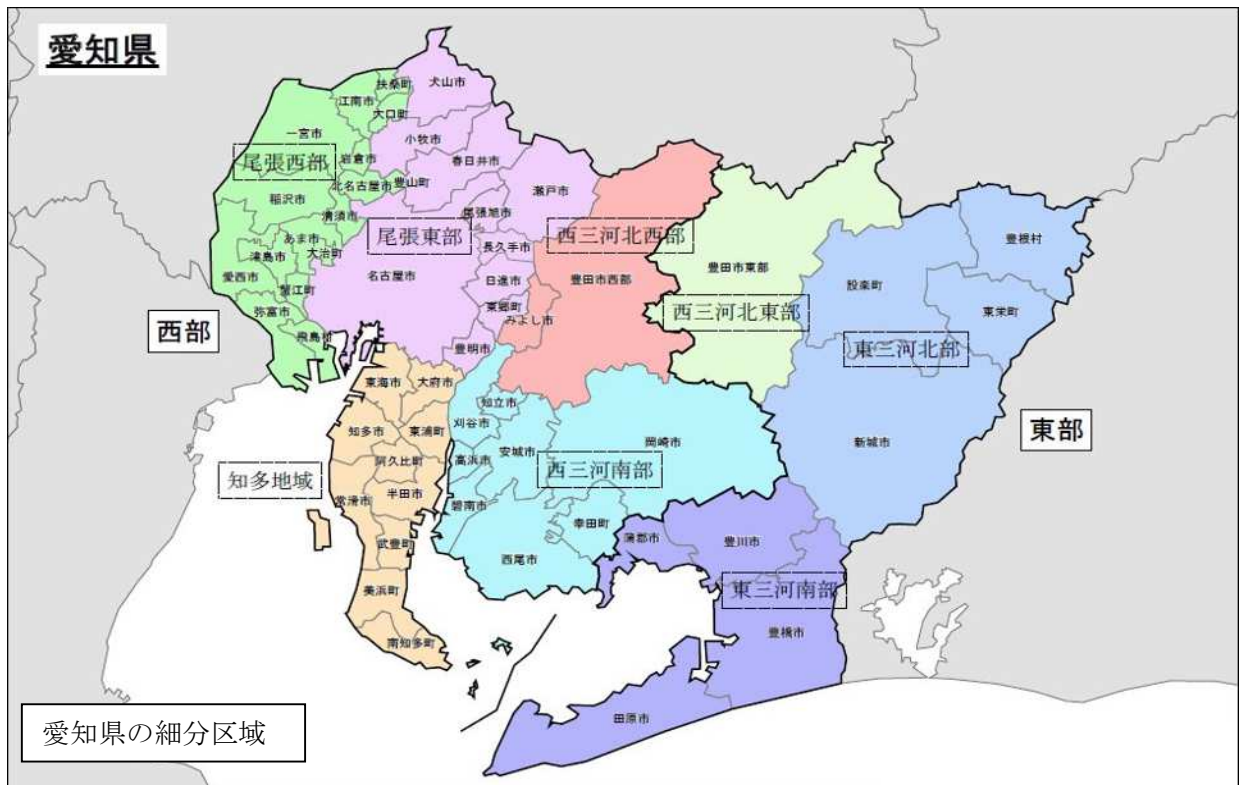 愛知県
扶桑町
犬山市
江南市
大口町
一宮市
小牧市
尾張西部
岩倉市
春日井市
北名古屋市
豊山町
瀬戸市
稲沢市
清須市
尾張旭市
尾張東部
西三河北西部
あま市
津島市
大治町
長久手市
愛西市
名古屋市
日進市
豊田市西部
豊田市東部
設楽町
豊根村
蟹江町
東郷町
西三河北東部
東栄町
弥富市
みよし市
西部
飛島村
豊明市
東三河北部
東海市
大府市
知立市
知多市
東浦町
刈谷市
岡崎市
新城市
東部
安城市
阿久比町
高浜市
西三河南部
知多地域
常滑市
半田市
碧南市
幸田町
蒲郡市
豊川市
武豊町
西尾市
美浜町
東三河南部
豊橋市
南知多町
田原市
愛知県の細分区域